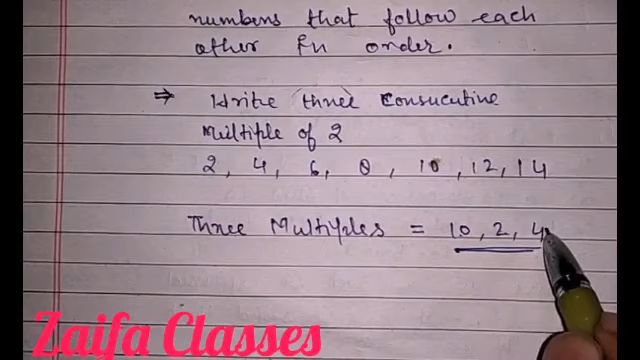 numbers that follow each
other in order.
⇒ Write three Consucutine
Multiple of 2
2, 4, 6, 8, 10, 12, 14
Three Multiples = 10, 2, 4
Zaifa Classes